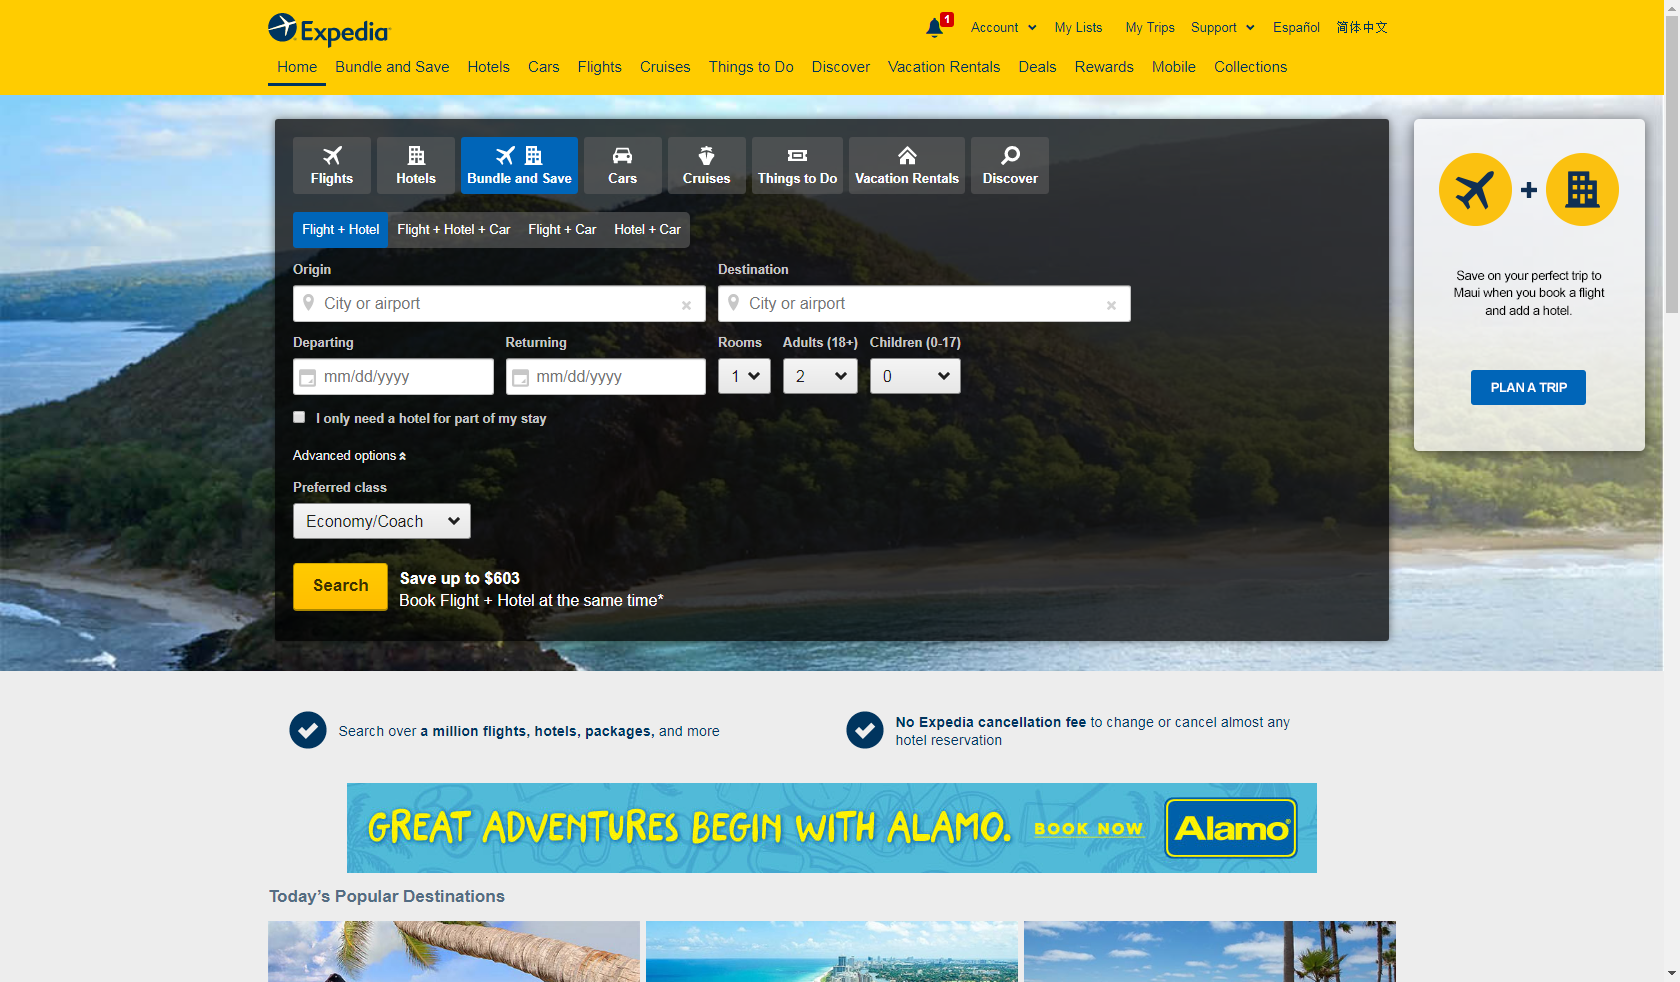 Expedia
1
Account
My Lists
My Trips
Support
Español
简体中文
Home
Bundle and Save
Hotels
Cars
Flights
Cruises
Things to Do
Discover
Vacation Rentals
Deals
Rewards
Mobile
Collections
Flights
Hotels
Bundle and Save
Cars
Cruises
Things to Do
Vacation Rentals
Discover
Flight + Hotel
Flight + Hotel + Car
Flight + Car
Hotel + Car
Origin
Destination
City or airport
City or airport
Departing
Returning
Rooms
Adults (18+)
Children (0-17)
mm/dd/yyyy
mm/dd/yyyy
1
2
0
I only need a hotel for part of my stay
Advanced options
Preferred class
Economy/Coach
Search
Save up to $603
Book Flight + Hotel at the same time*
Save on your perfect trip to
Maui when you book a flight
and add a hotel.
PLAN A TRIP
Search over a million flights, hotels, packages, and more
No Expedia cancellation fee to change or cancel almost any
hotel reservation
GREAT ADVENTURES BEGIN WITH ALAMO.
BOOK NOW
Alamo
Today’s Popular Destinations